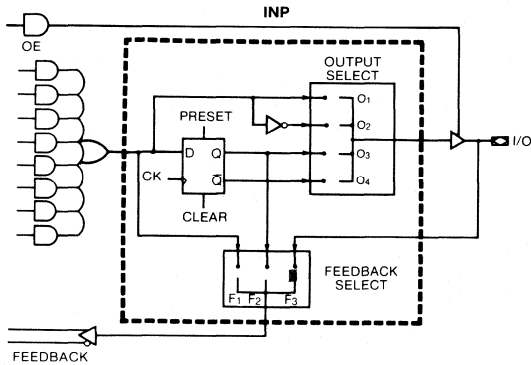 INP
OE
OUTPUT
SELECT
PRESET
O1
O2
D Q
O3
I/O
CK
Q̅
O4
CLEAR
FEEDBACK
SELECT
F1 F2 F3
FEEDBACK